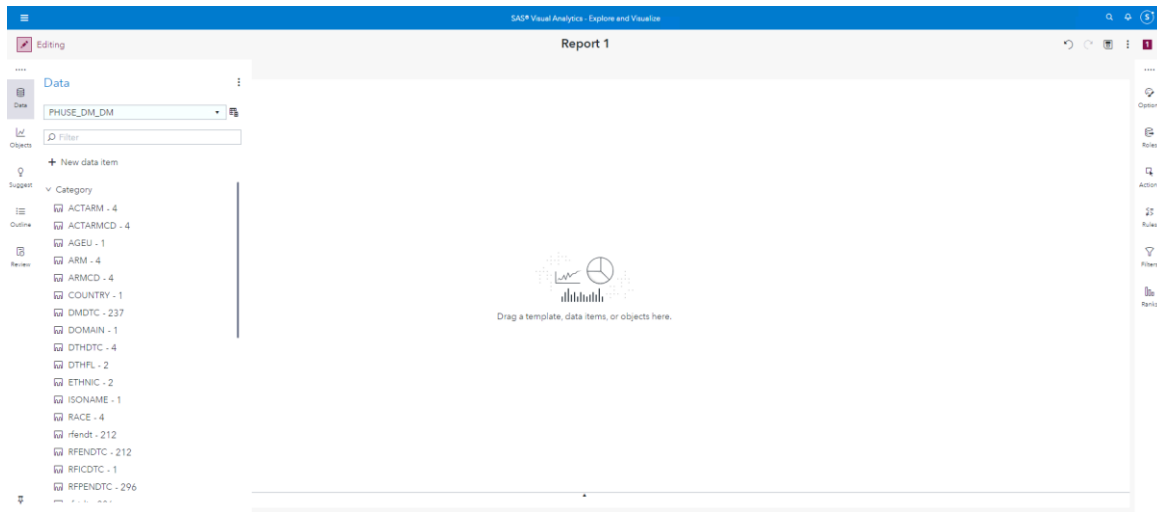 SAS® Visual Analytics - Explore and Visualize
S
Editing
Report 1
1
Data
Objects
Suggest
Outline
Review
Data
PHUSE_DM_DM
Filter
+ New data item
Category
ACTARM - 4
ACTARMCD - 4
AGEU - 1
ARM - 4
ARMCD - 4
COUNTRY - 1
DMDTC - 237
DOMAIN - 1
DTHDTC - 4
DTHFL - 2
ETHNIC - 2
ISONAME - 1
RACE - 4
rfendt - 212
RFENDTC - 212
RFICDTC - 1
RFPENDTC - 296
Drag a template, data items, or objects here.
Option
Roles
Action
Rules
Filters
Ranks